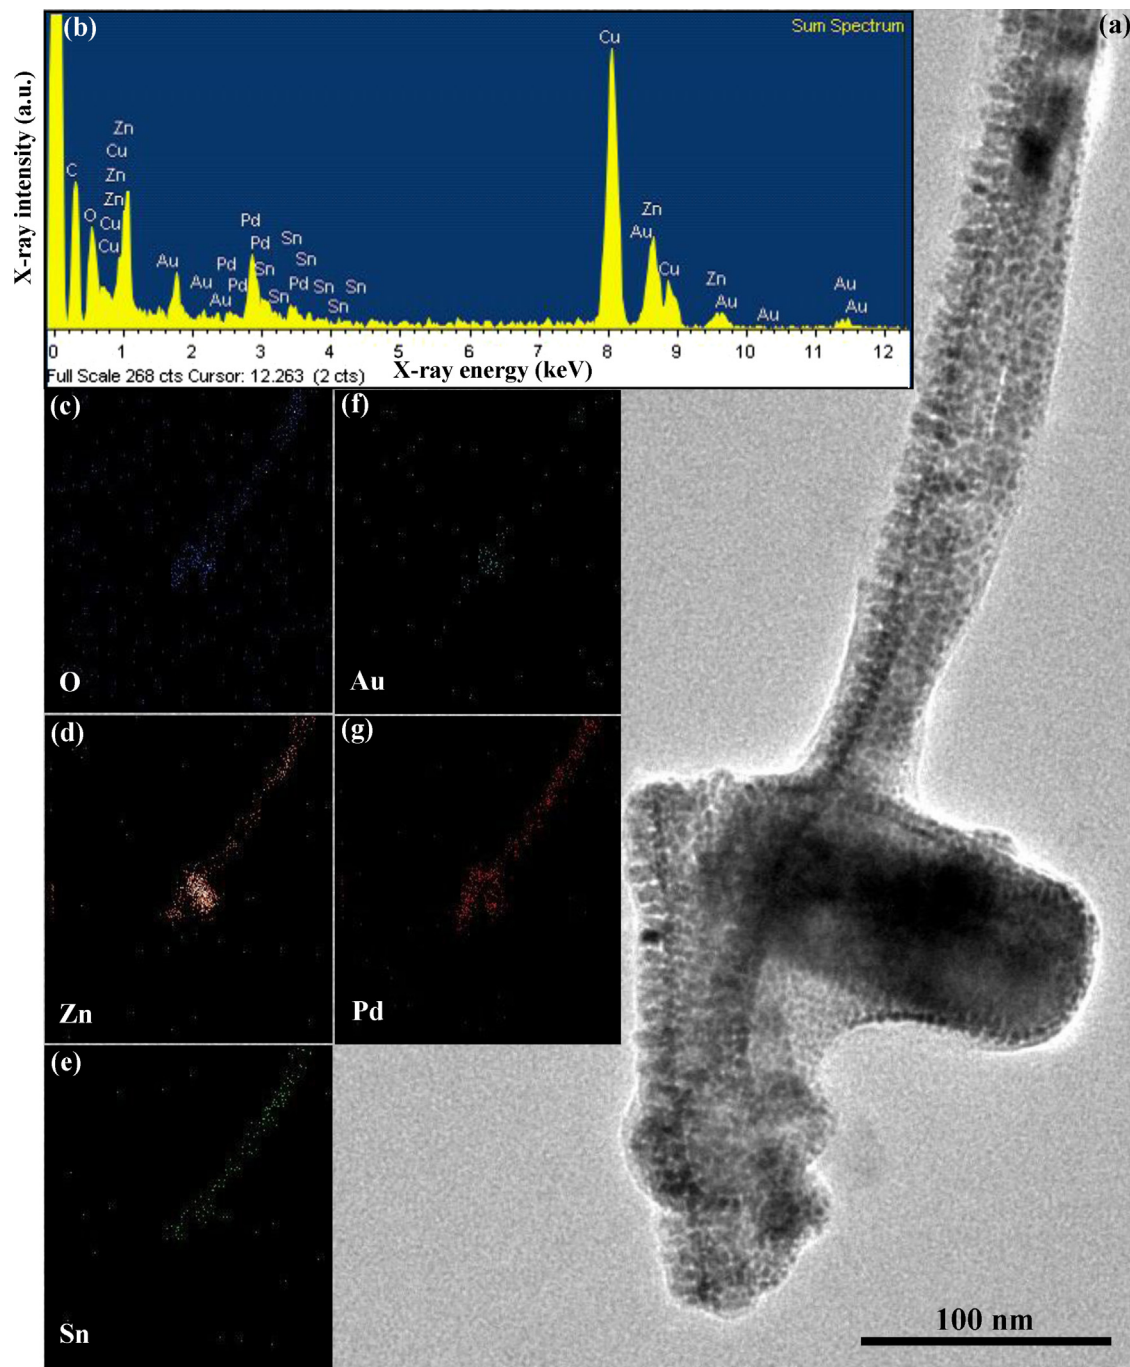 (b)
Sum Spectrum
(a)
X-ray intensity (a.u.)
Cu
Zn
Cu
C
Zn
Zn
O
Cu
Cu
Au
Au
Au
Pd
Pd
Pd
Pd
Sn
Sn
Sn
Sn
Pd
Sn
Sn
Sn
Zn
Au
Cu
Zn
Au
Au
Au
Au
0 1 2 3 4 5 6 7 8 9 10 11 12
Full Scale 268 cts Cursor: 12.263 (2 cts)
X-ray energy (keV)
(c)
O
(f)
Au
(d)
Zn
(g)
Pd
(e)
Sn
100 nm